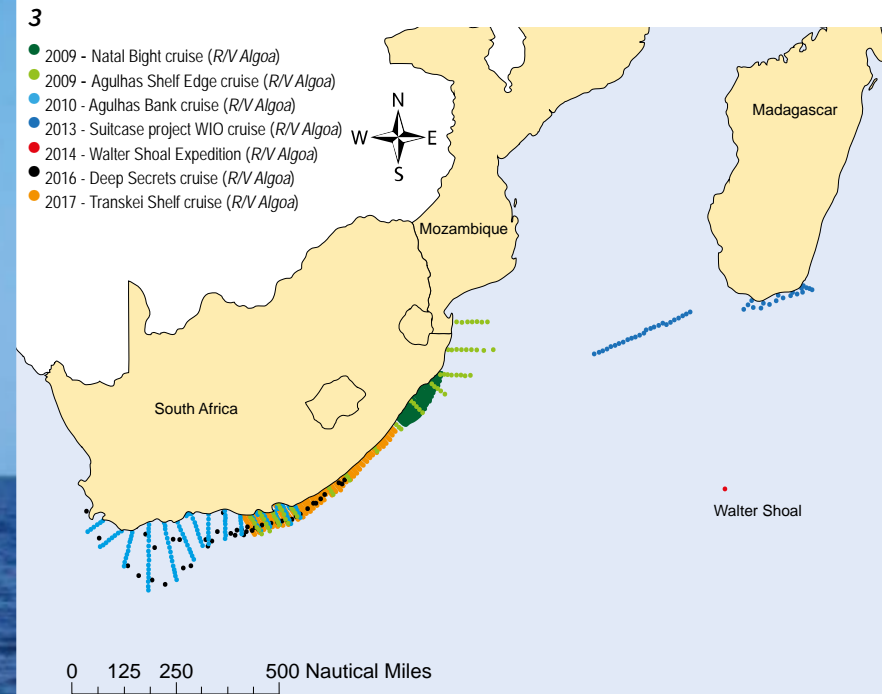 3
2009 - Natal Bight cruise (R/V Algoa)
2009 - Agulhas Shelf Edge cruise (R/V Algoa)
2010 - Agulhas Bank cruise (R/V Algoa)
2013 - Suitcase project WIO cruise (R/V Algoa)
2014 - Walter Shoal Expedition (R/V Algoa)
2016 - Deep Secrets cruise (R/V Algoa)
2017 - Transkei Shelf cruise (R/V Algoa)
N
W E
S
Madagascar
Mozambique
South Africa
Walter Shoal
0 125 250 500 Nautical Miles